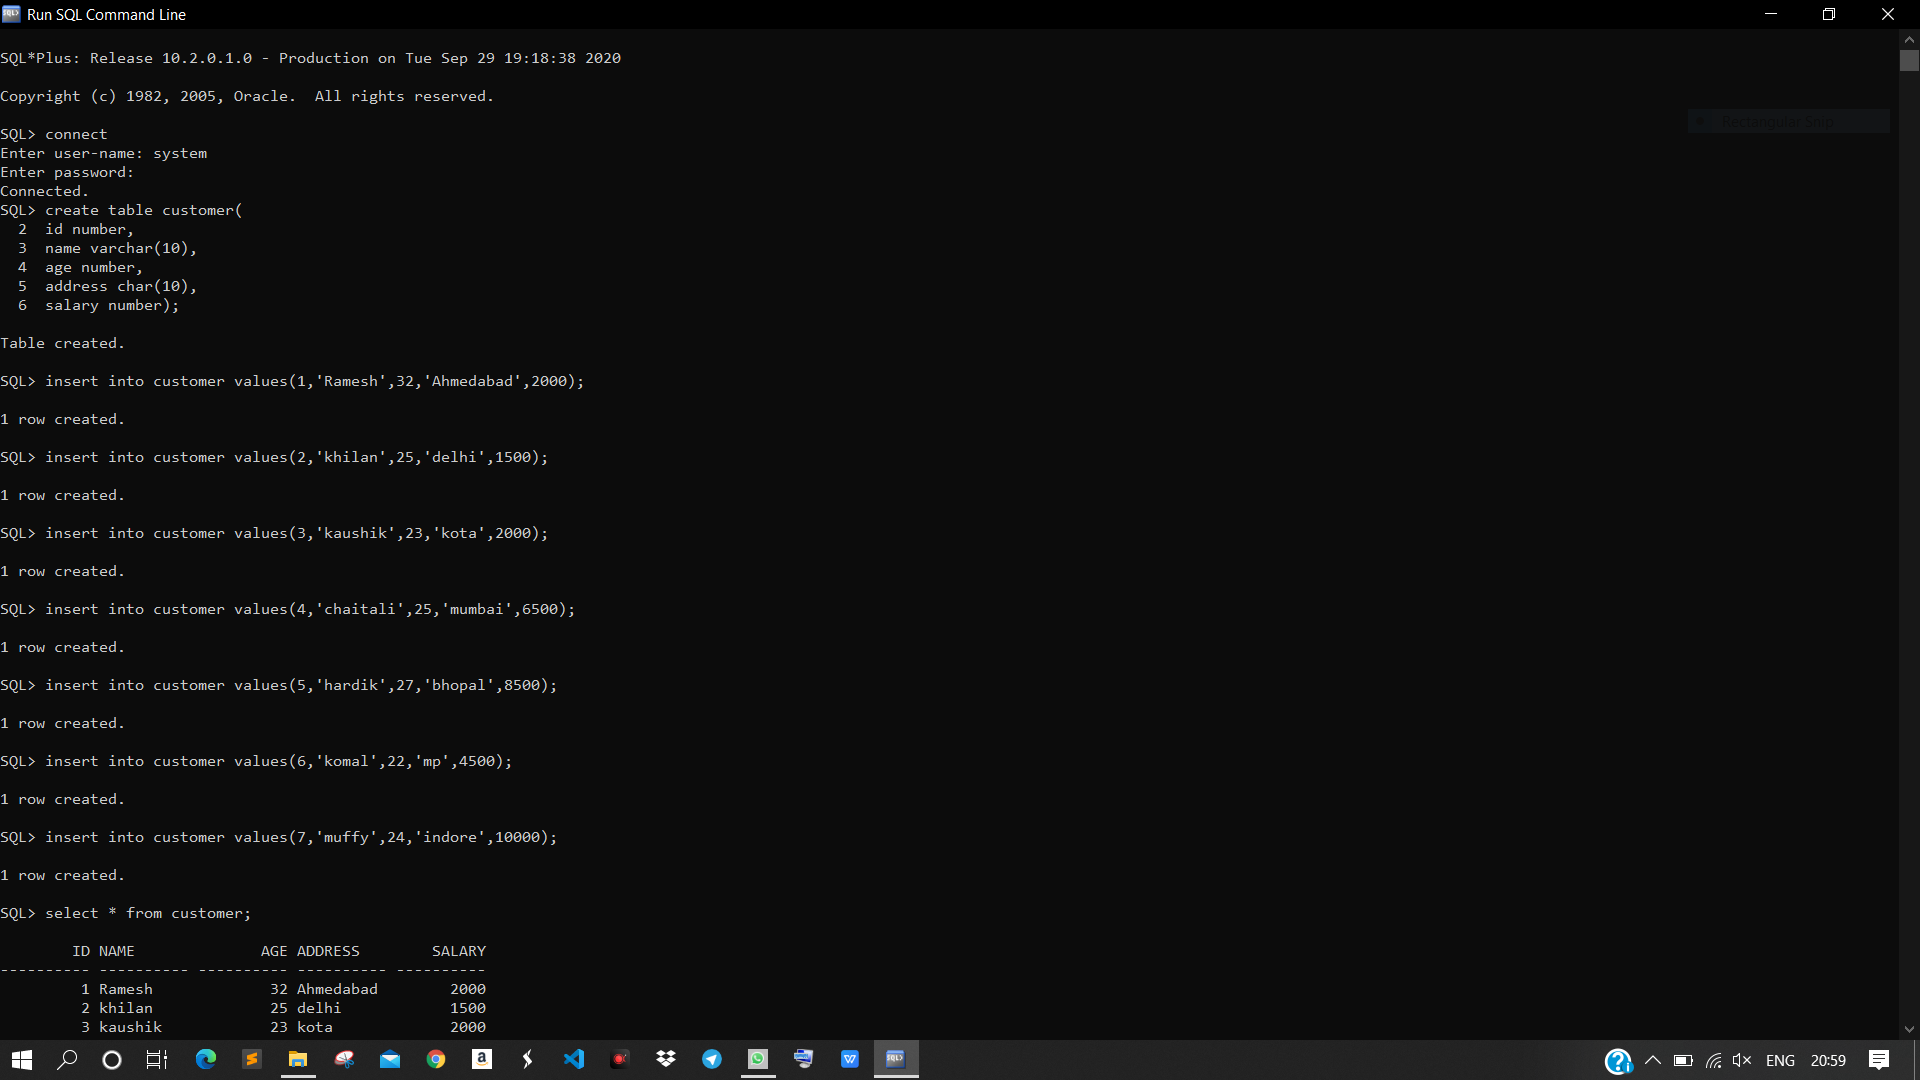 Run SQL Command Line
SQL*Plus: Release 10.2.0.1.0 - Production on Tue Sep 29 19:18:38 2020
Copyright (c) 1982, 2005, Oracle.  All rights reserved.
SQL> connect
Enter user-name: system
Enter password:
Connected.
SQL> create table customer(
  2  id number,
  3  name varchar(10),
  4  age number,
  5  address char(10),
  6  salary number);
Table created.
SQL> insert into customer values(1,'Ramesh',32,'Ahmedabad',2000);
1 row created.
SQL> insert into customer values(2,'khilan',25,'delhi',1500);
1 row created.
SQL> insert into customer values(3,'kaushik',23,'kota',2000);
1 row created.
SQL> insert into customer values(4,'chaitali',25,'mumbai',6500);
1 row created.
SQL> insert into customer values(5,'hardik',27,'bhopal',8500);
1 row created.
SQL> insert into customer values(6,'komal',22,'mp',4500);
1 row created.
SQL> insert into customer values(7,'muffy',24,'indore',10000);
1 row created.
SQL> select * from customer;
        ID NAME              AGE ADDRESS        SALARY
---------- ---------- ---------- ---------- ----------
         1 Ramesh             32 Ahmedabad        2000
         2 khilan             25 delhi            1500
         3 kaushik            23 kota             2000
ENG 20:59